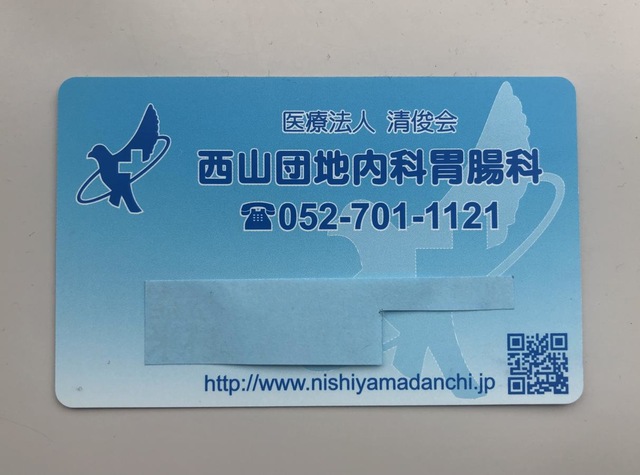 医療法人 清俊会
西山団地内科胃腸科
☎052-701-1121
http://www.nishiyamadanchi.jp